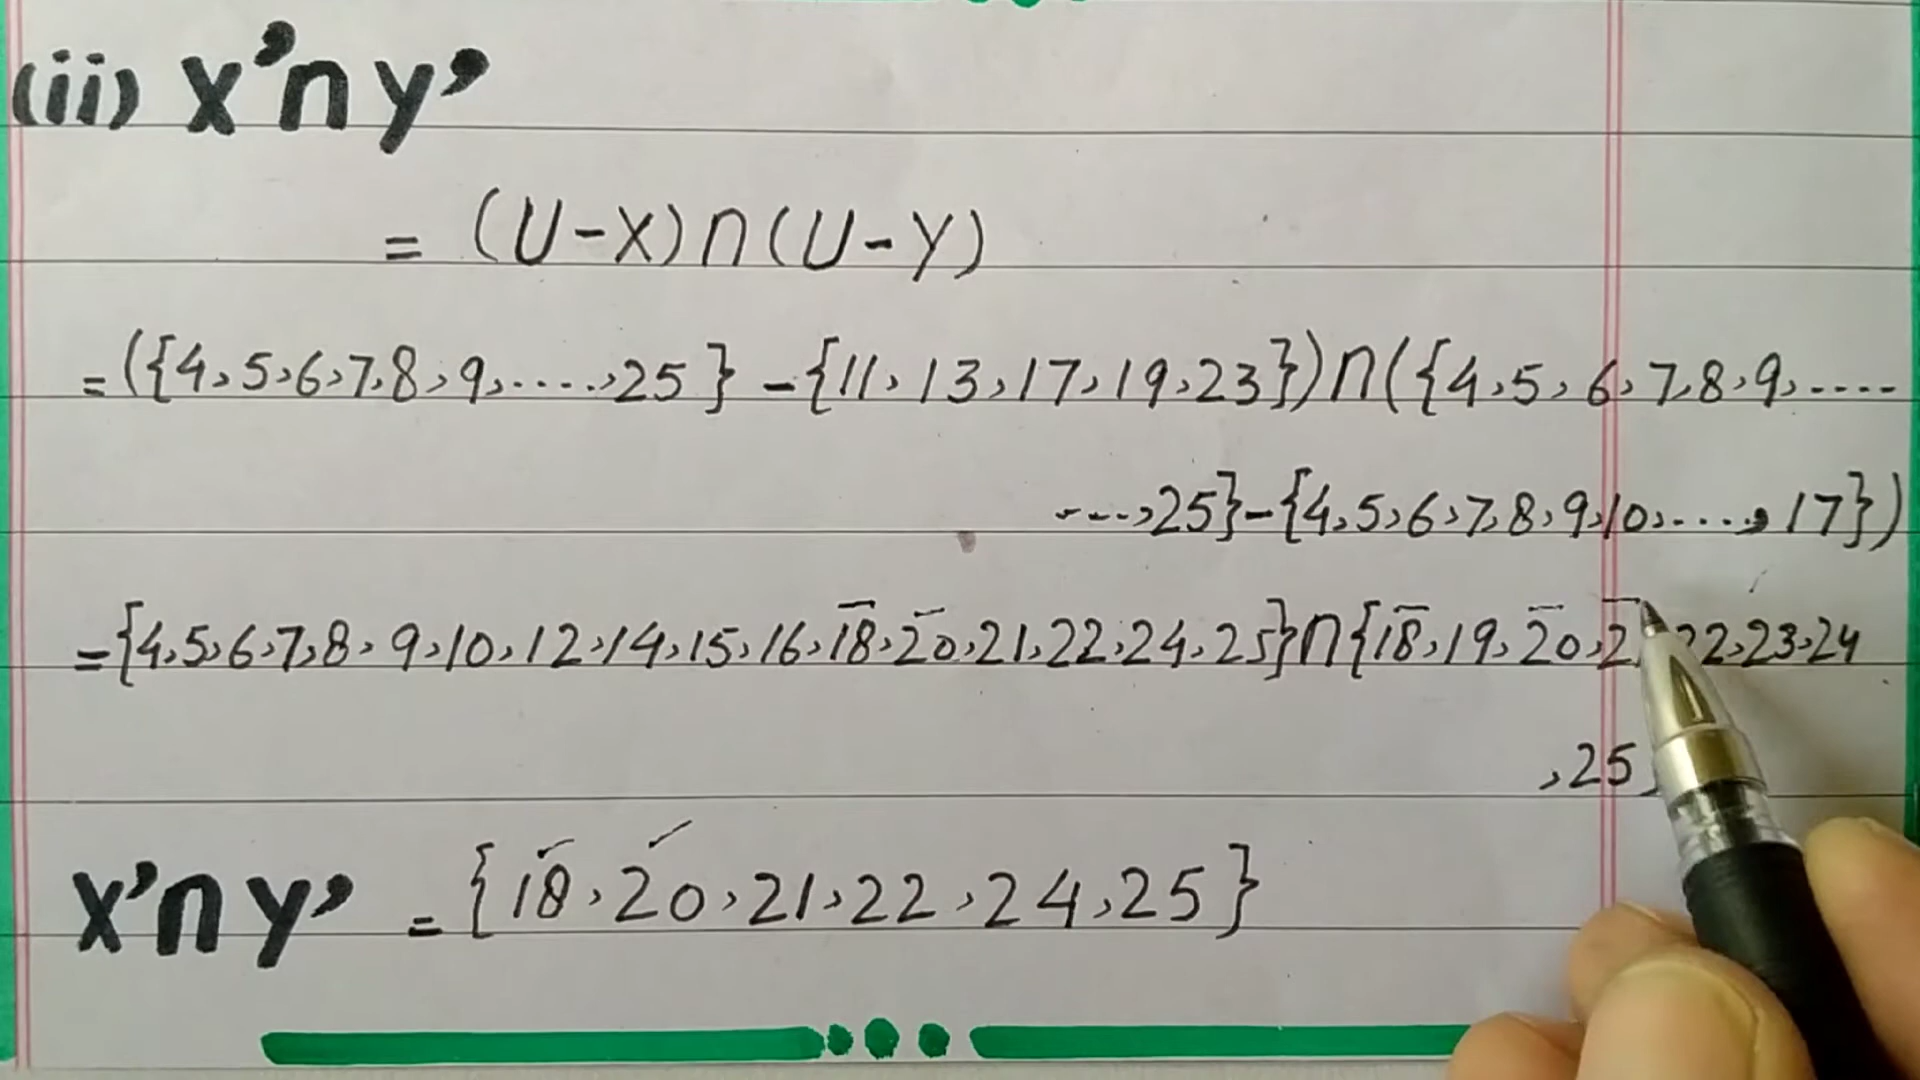 (ii) X'∩Y'
= (U-X)∩(U-Y)
= ({4,5,6,7,8,9,.....,25} - {11,13,17,19,23})∩({4,5,6,7,8,9,....
----,25}-{4,5,6,7,8,9,10,....,17})
= {4,5,6,7,8,9,10,12,14,15,16,18,20,21,22,24,25}∩{18,19,20,2 22,23,24
,25
X'∩Y' = {18,20,21,22,24,25}